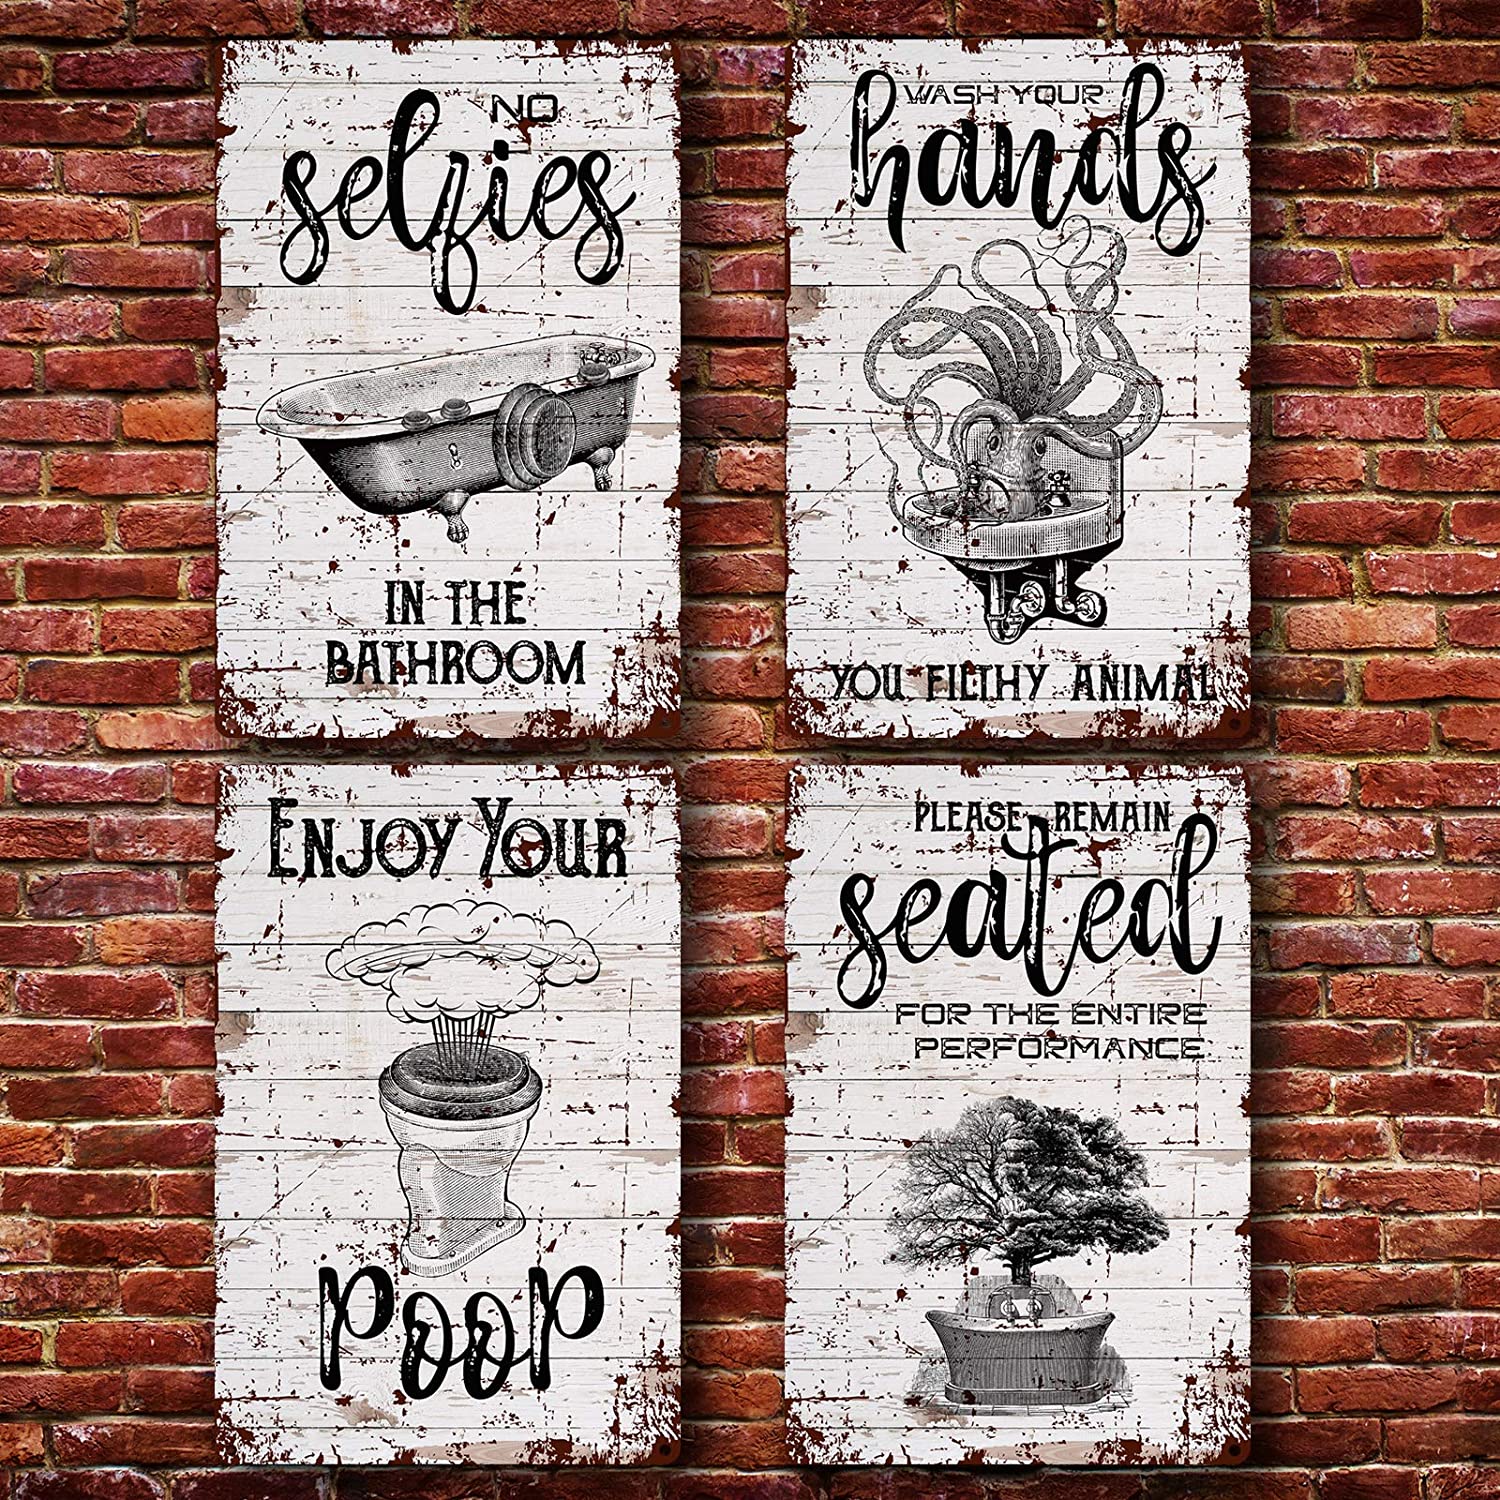 NO
selfies
IN THE
BATHROOM
WASH YOUR
hands
YOU FILTHY ANIMAL
ENJOY YOUR
POOP
PLEASE REMAIN
seated
FOR THE ENTIRE
PERFORMANCE